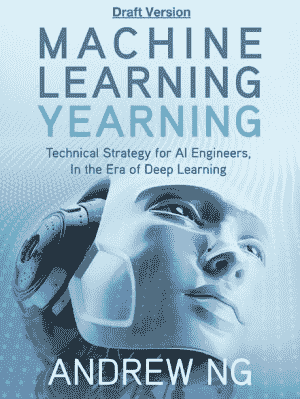 Draft Version
MACHINE
LEARNING
YEARNING
Technical Strategy for AI Engineers,
In the Era of Deep Learning
ANDREW NG